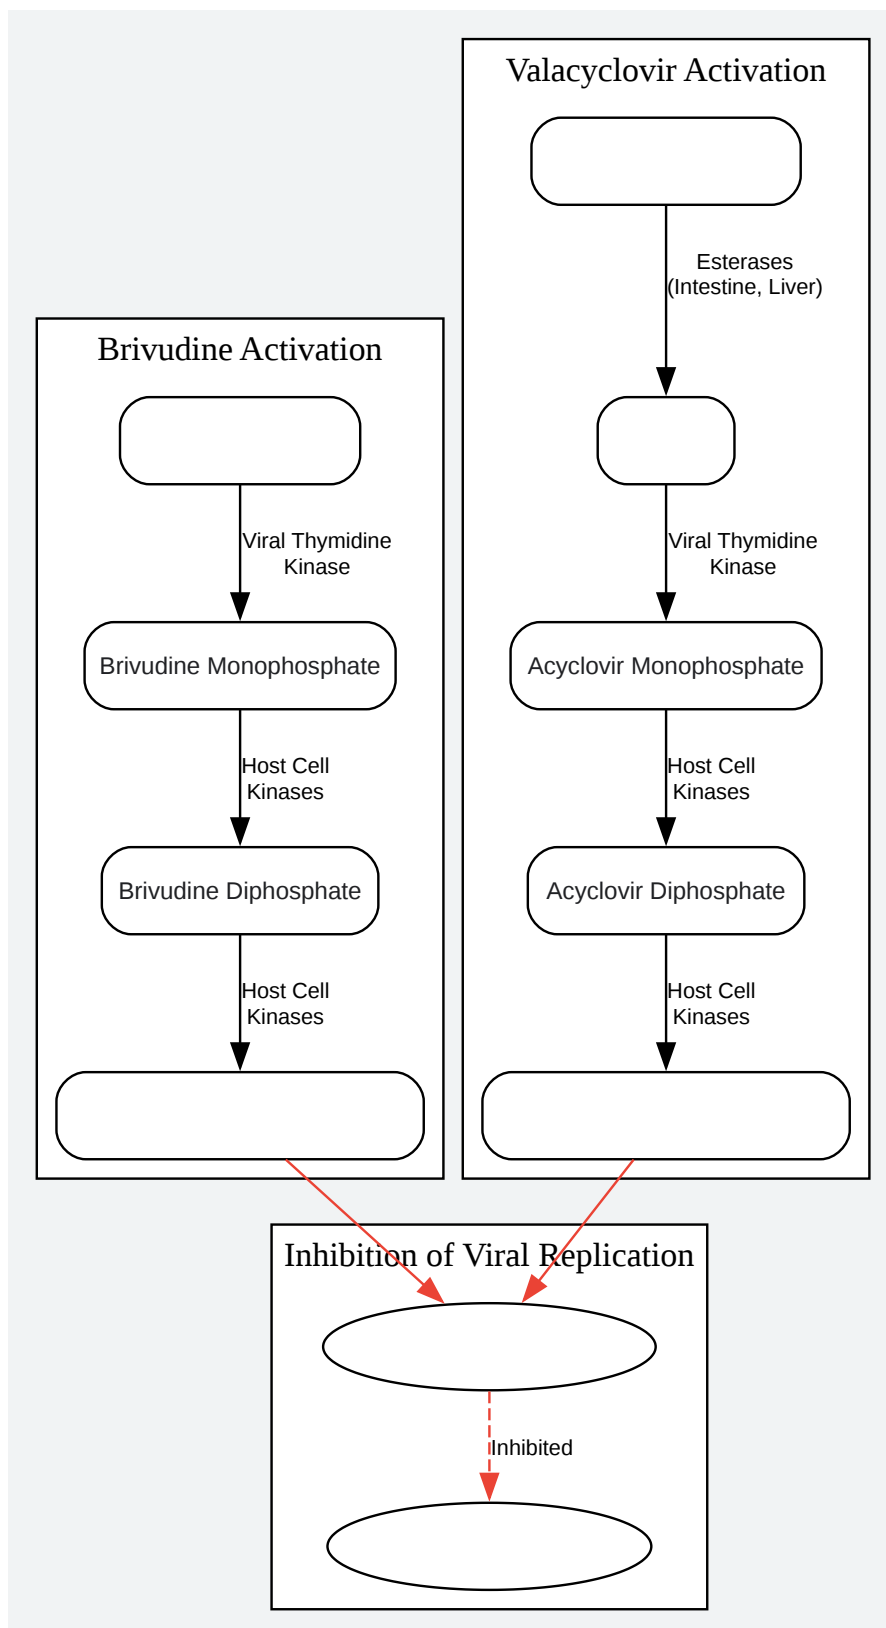 Valacyclovir Activation
Esterases
(Intestine, Liver)
Viral Thymidine
Kinase
Acyclovir Monophosphate
Host Cell
Kinases
Acyclovir Diphosphate
Host Cell
Kinases
Brivudine Activation
Viral Thymidine
Kinase
Brivudine Monophosphate
Host Cell
Kinases
Brivudine Diphosphate
Host Cell
Kinases
Inhibition of Viral Replication
Inhibited